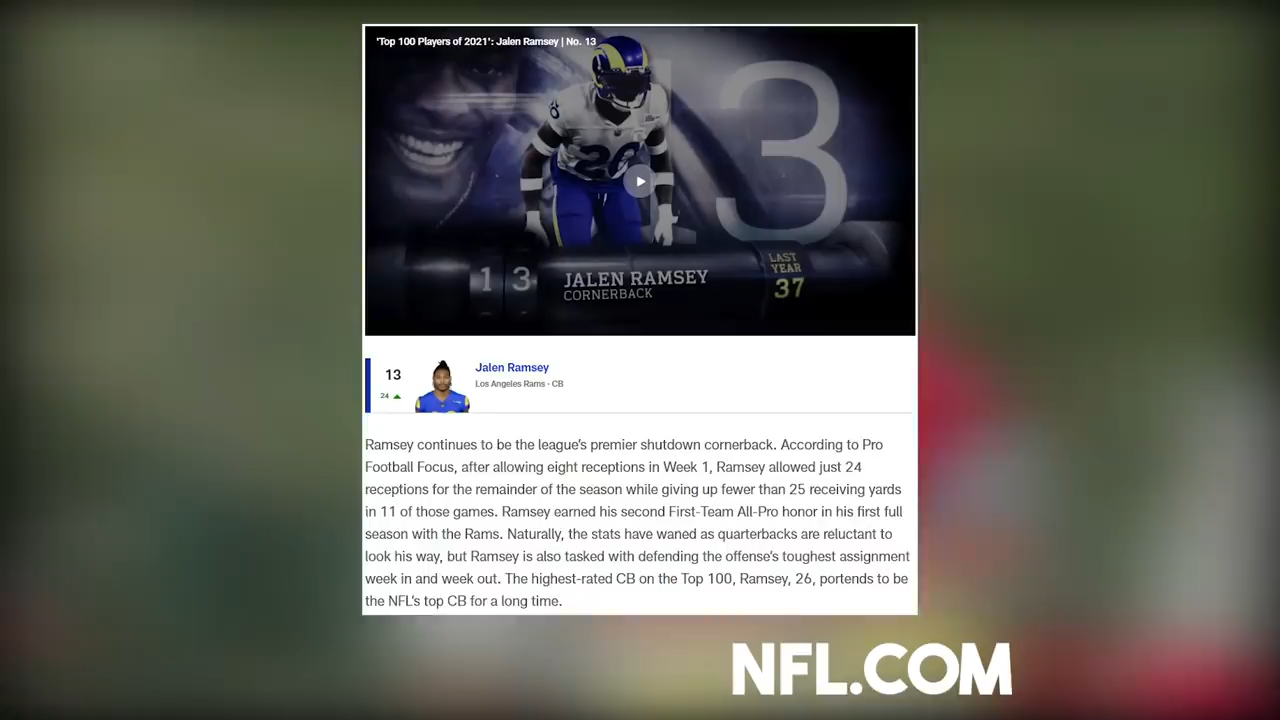 'Top 100 Players of 2021': Jalen Ramsey | No. 13
13
20
1 3
JALEN RAMSEY
CORNERBACK
LAST
YEAR
37
13
24
Jalen Ramsey
Los Angeles Rams - CB
Ramsey continues to be the league's premier shutdown cornerback. According to Pro
Football Focus, after allowing eight receptions in Week 1, Ramsey allowed just 24
receptions for the remainder of the season while giving up fewer than 25 receiving yards
in 11 of those games. Ramsey earned his second First-Team All-Pro honor in his first full
season with the Rams. Naturally, the stats have waned as quarterbacks are reluctant to
look his way, but Ramsey is also tasked with defending the offense's toughest assignment
week in and week out. The highest-rated CB on the Top 100, Ramsey, 26, portends to be
the NFL's top CB for a long time.
NFL.COM